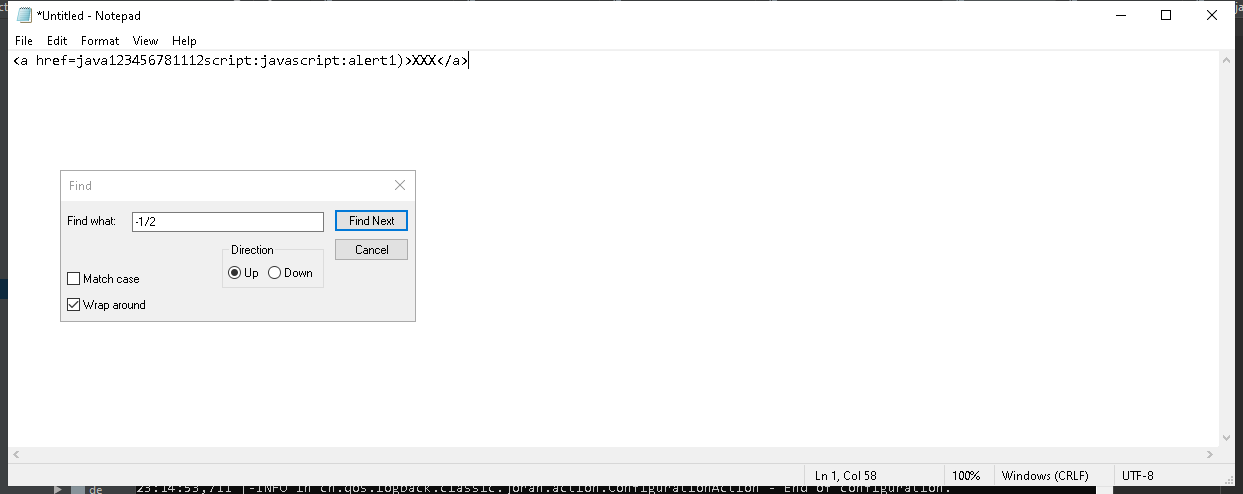 *Untitled - Notepad
File Edit Format View Help
<a href=java123456781112script:javascript:alert1)>XXX</a>
Find
Find what: -1/2 Find Next
Direction Cancel
Up Down
Match case
Wrap around
Ln 1, Col 58 100% Windows (CRLF) UTF-8
de 23:14:53,711 |-INFO in ch.qos.logback.classic.joran.action.ConfigurationAction - End of configuration.